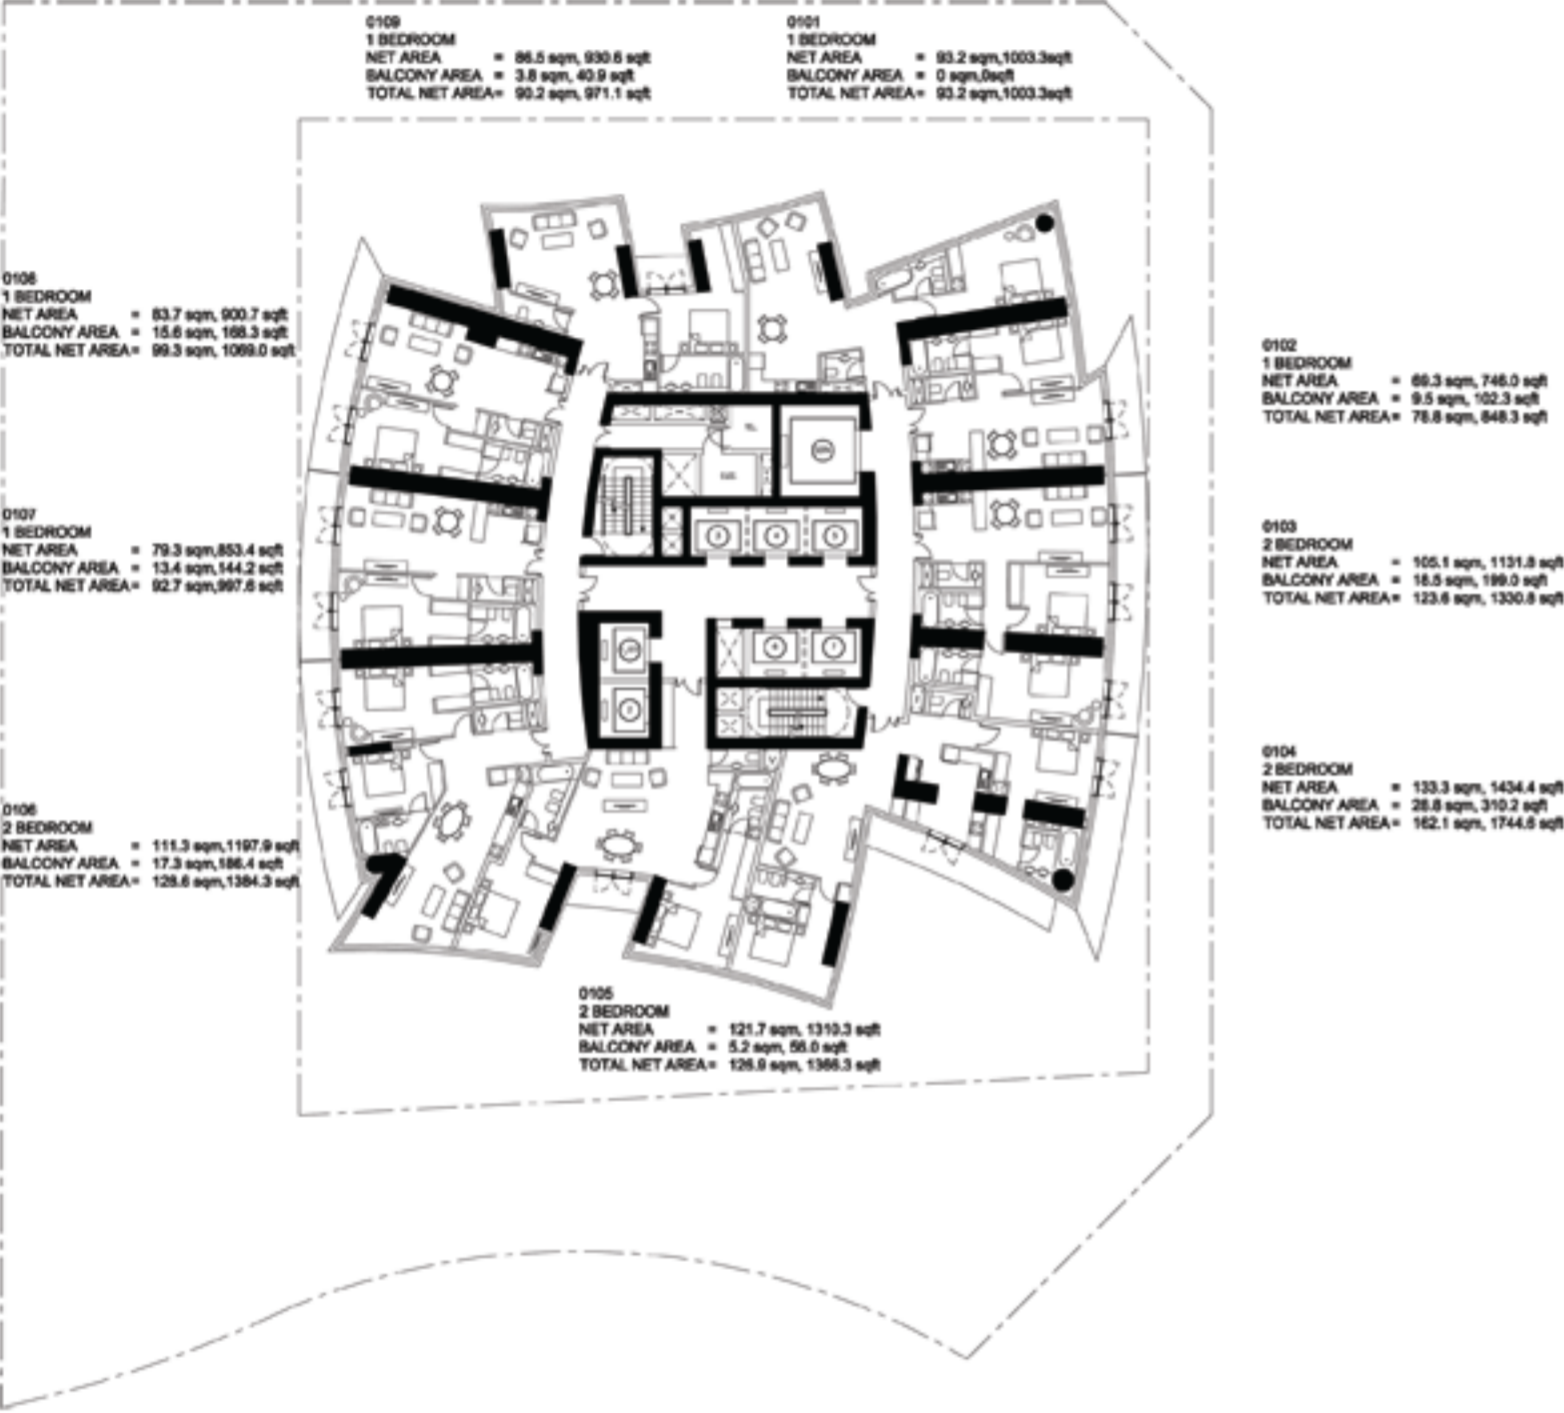 0109
1 BEDROOM
NET AREA = 86.5 sqm, 930.6 sqft
BALCONY AREA = 3.8 sqm, 40.9 sqft
TOTAL NET AREA= 90.2 sqm, 971.1 sqft
0101
1 BEDROOM
NET AREA = 93.2 sqm,1003.3sqft
BALCONY AREA = 0 sqm,0sqft
TOTAL NET AREA= 93.2 sqm,1003.3sqft
0108
1 BEDROOM
NET AREA = 83.7 sqm, 900.7 sqft
BALCONY AREA = 15.6 sqm, 168.3 sqft
TOTAL NET AREA= 99.3 sqm, 1069.0 sqft
0102
1 BEDROOM
NET AREA = 69.3 sqm, 746.0 sqft
BALCONY AREA = 9.5 sqm, 102.3 sqft
TOTAL NET AREA= 78.8 sqm, 848.3 sqft
0107
1 BEDROOM
NET AREA = 79.3 sqm,853.4 sqft
BALCONY AREA = 13.4 sqm,144.2 sqft
TOTAL NET AREA= 92.7 sqm,997.6 sqft
0103
2 BEDROOM
NET AREA = 105.1 sqm, 1131.8 sqft
BALCONY AREA = 18.5 sqm, 199.0 sqft
TOTAL NET AREA= 123.6 sqm, 1330.8 sqft
0104
2 BEDROOM
NET AREA = 133.3 sqm, 1434.4 sqft
BALCONY AREA = 28.8 sqm, 310.2 sqft
TOTAL NET AREA= 162.1 sqm, 1744.6 sqft
0106
2 BEDROOM
NET AREA = 111.3 sqm,1197.9 sqft
BALCONY AREA = 17.3 sqm,186.4 sqft
TOTAL NET AREA= 128.6 sqm,1384.3 sqft
0105
2 BEDROOM
NET AREA = 121.7 sqm, 1310.3 sqft
BALCONY AREA = 5.2 sqm, 56.0 sqft
TOTAL NET AREA= 126.9 sqm, 1366.3 sqft